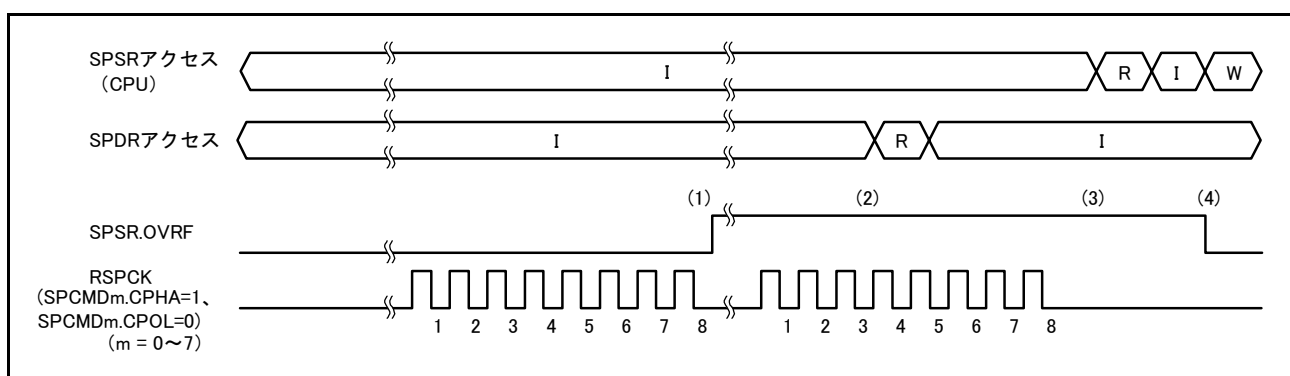 SPSRアクセス
(CPU)
I R I W
SPDRアクセス
I R I
(1) (2) (3) (4)
SPSR.OVRF
RSPCK
(SPCMDm.CPHA=1、
SPCMDm.CPOL=0)
(m = 0~7)
1 2 3 4 5 6 7 8 1 2 3 4 5 6 7 8